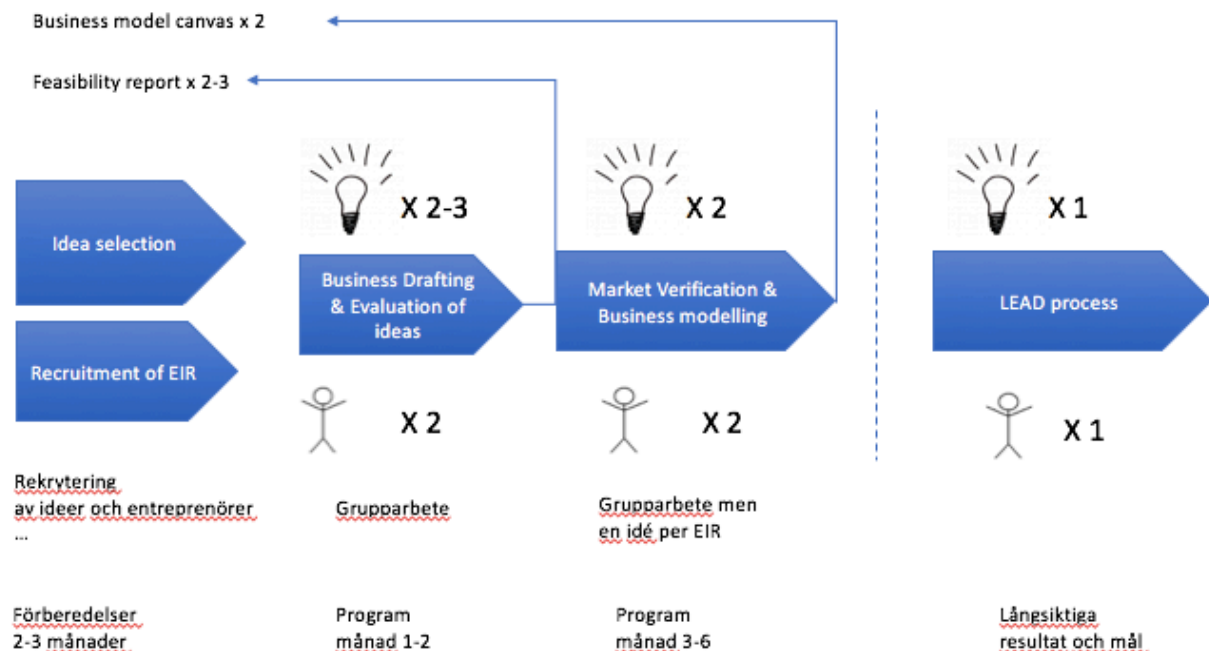 Business model canvas x 2
Feasibility report x 2-3
X 2-3
X 2
X 1
Idea selection
Business Drafting
& Evaluation of
ideas
Market Verification &
Business modelling
LEAD process
Recruitment of EIR
X 2
X 2
X 1
Rekrytering
av ideer och entreprenörer
...
Grupparbete
Grupparbete men
en idé per EIR
Förberedelser
2-3 månader
Program
månad 1-2
Program
månad 3-6
Långsiktiga
resultat och mål